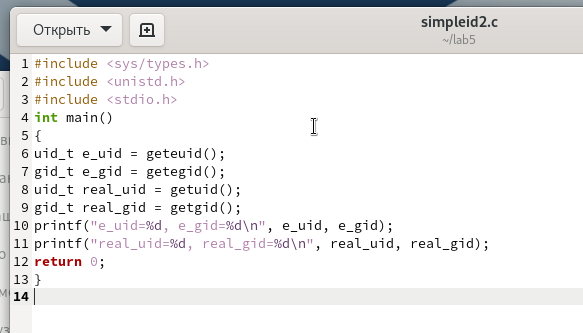 Открыть
simpleid2.c
~/lab5
1 #include <sys/types.h>
2 #include <unistd.h>
3 #include <stdio.h>
4 int main()
5 {
6 uid_t e_uid = geteuid();
7 gid_t e_gid = getegid();
8 uid_t real_uid = getuid();
9 gid_t real_gid = getgid();
10 printf("e_uid=%d, e_gid=%d\n", e_uid, e_gid);
11 printf("real_uid=%d, real_gid=%d\n", real_uid, real_gid);
12 return 0;
13 }
14